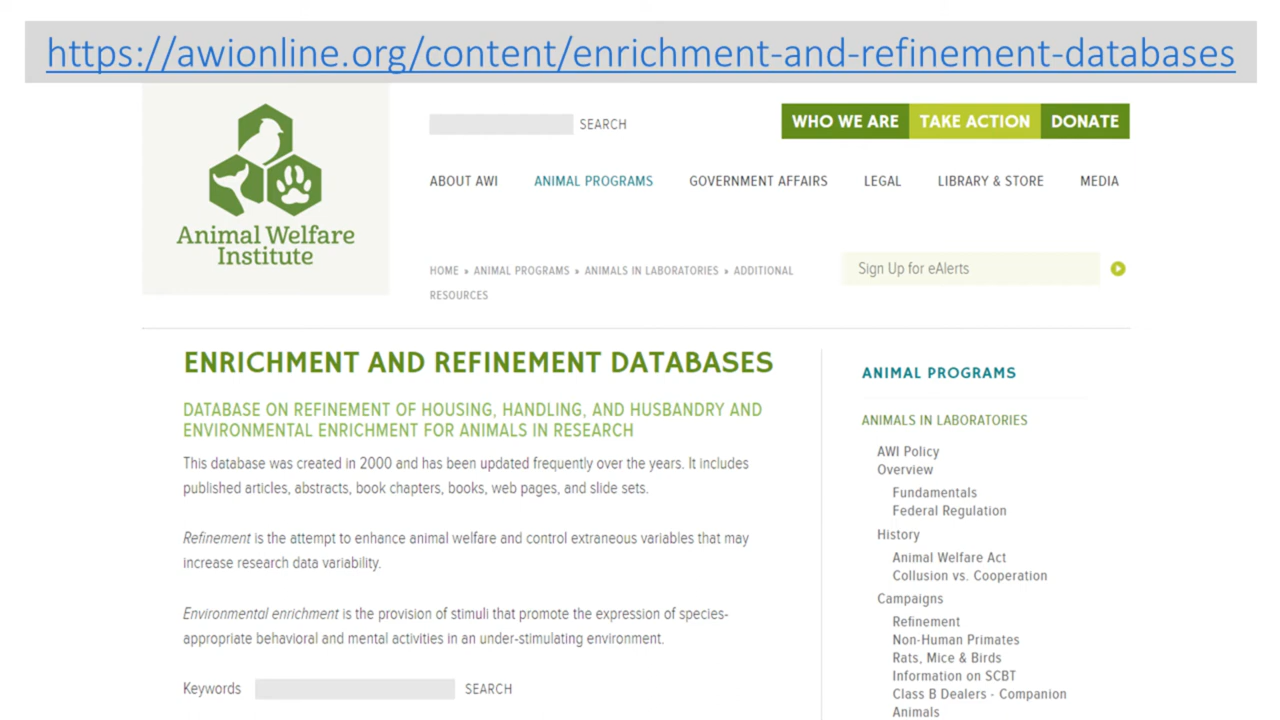 https://awionline.org/content/enrichment-and-refinement-databases
Animal Welfare
Institute
SEARCH
WHO WE ARE
TAKE ACTION
DONATE
ABOUT AWI
ANIMAL PROGRAMS
GOVERNMENT AFFAIRS
LEGAL
LIBRARY & STORE
MEDIA
HOME » ANIMAL PROGRAMS » ANIMALS IN LABORATORIES » ADDITIONAL
RESOURCES
Sign Up for eAlerts
ENRICHMENT AND REFINEMENT DATABASES
DATABASE ON REFINEMENT OF HOUSING, HANDLING, AND HUSBANDRY AND
ENVIRONMENTAL ENRICHMENT FOR ANIMALS IN RESEARCH
This database was created in 2000 and has been updated frequently over the years. It includes
published articles, abstracts, book chapters, books, web pages, and slide sets.
Refinement is the attempt to enhance animal welfare and control extraneous variables that may
increase research data variability.
Environmental enrichment is the provision of stimuli that promote the expression of species-
appropriate behavioral and mental activities in an under-stimulating environment.
Keywords
SEARCH
ANIMAL PROGRAMS
ANIMALS IN LABORATORIES
AWI Policy
Overview
Fundamentals
Federal Regulation
History
Animal Welfare Act
Collusion vs. Cooperation
Campaigns
Refinement
Non-Human Primates
Rats, Mice & Birds
Information on SCBT
Class B Dealers - Companion
Animals